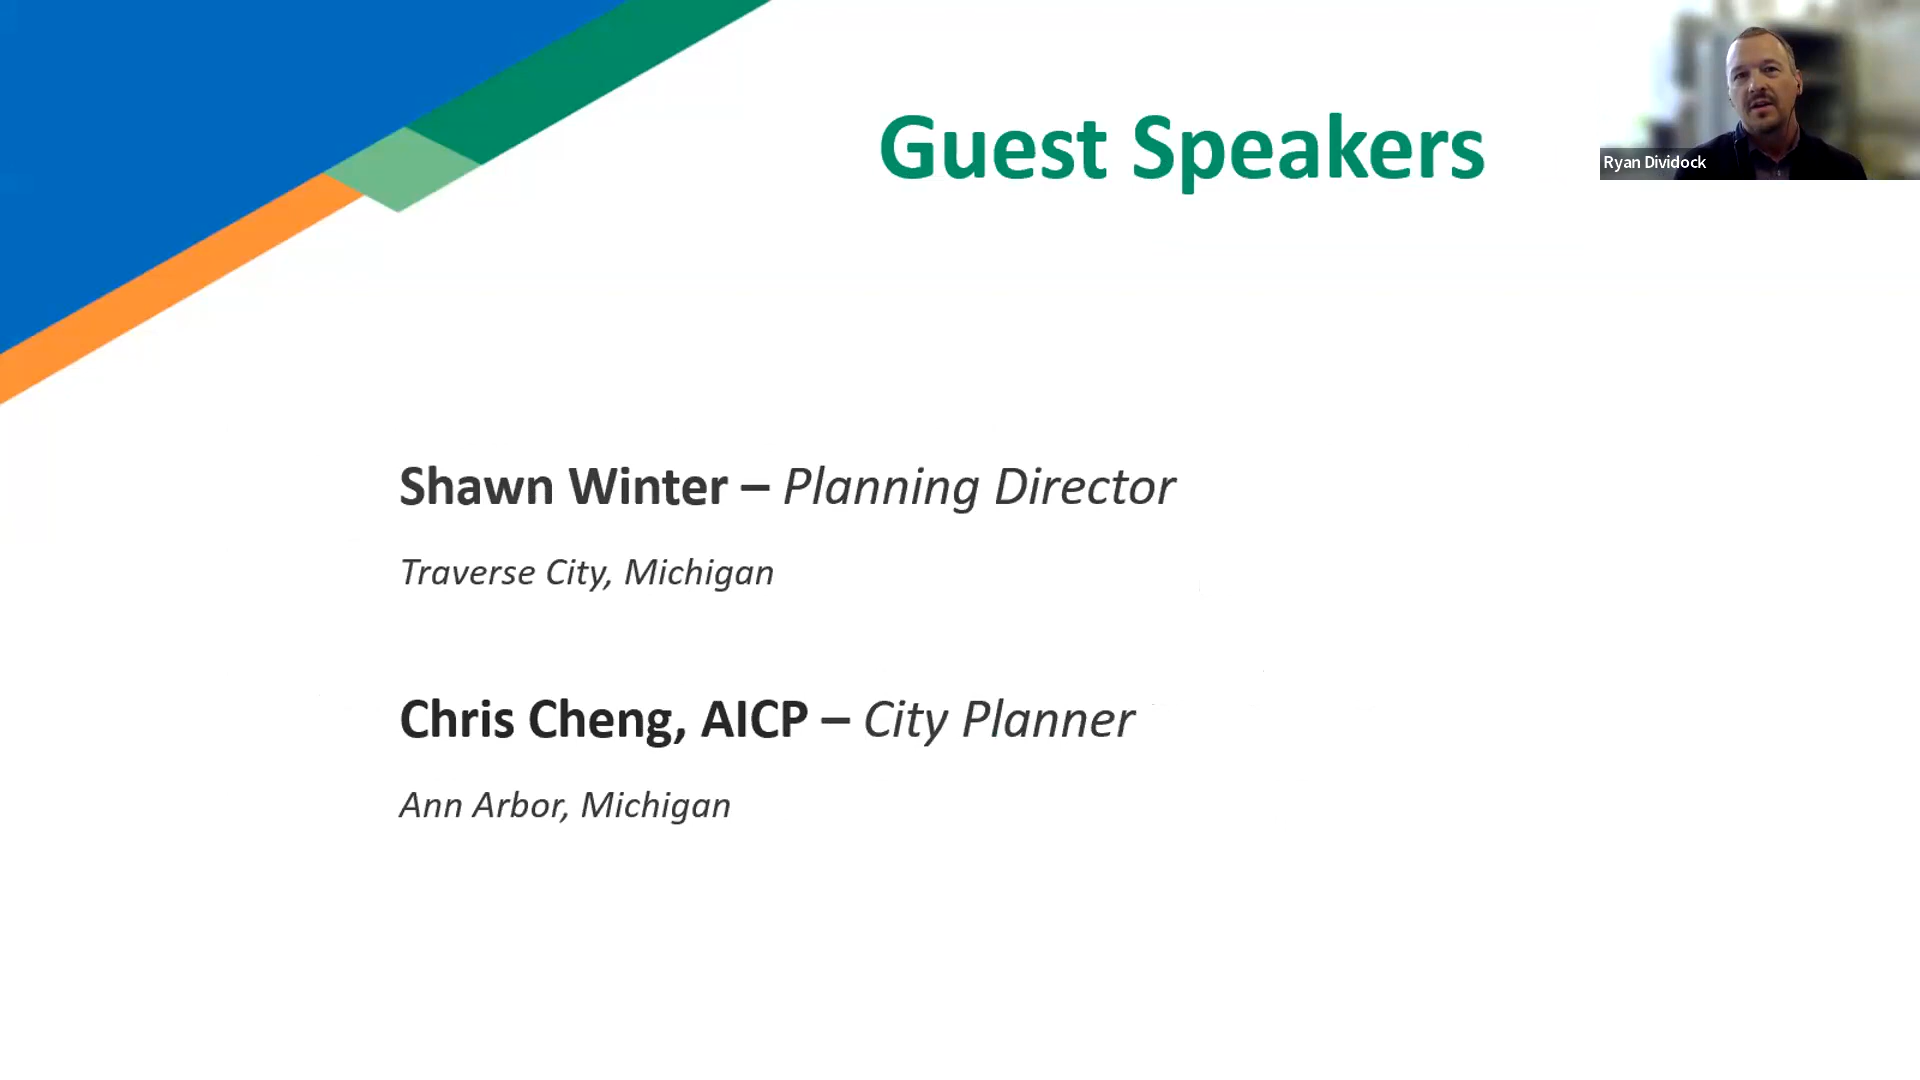 Guest Speakers
Ryan Dividock
Shawn Winter – Planning Director
Traverse City, Michigan
Chris Cheng, AICP – City Planner
Ann Arbor, Michigan